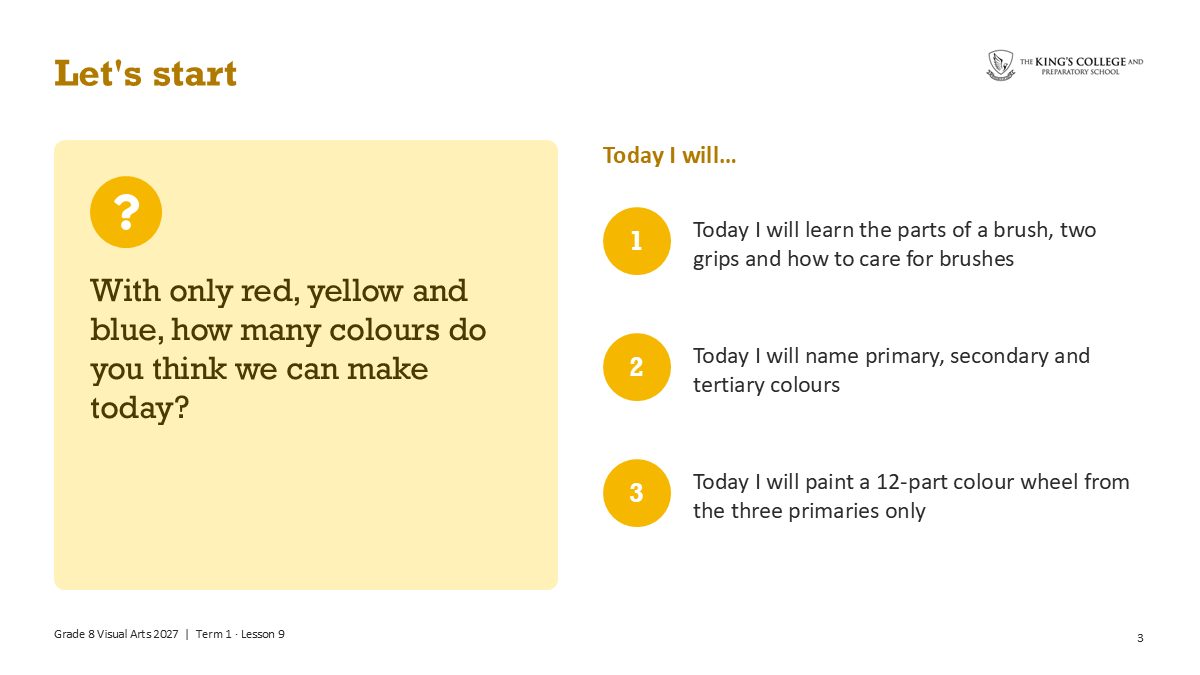 Let's start
THE KING'S COLLEGE AND
PREPARATORY SCHOOL
?
With only red, yellow and
blue, how many colours do
you think we can make
today?
Today I will...
1
Today I will learn the parts of a brush, two
grips and how to care for brushes
2
Today I will name primary, secondary and
tertiary colours
3
Today I will paint a 12-part colour wheel from
the three primaries only
Grade 8 Visual Arts 2027 | Term 1 · Lesson 9
3